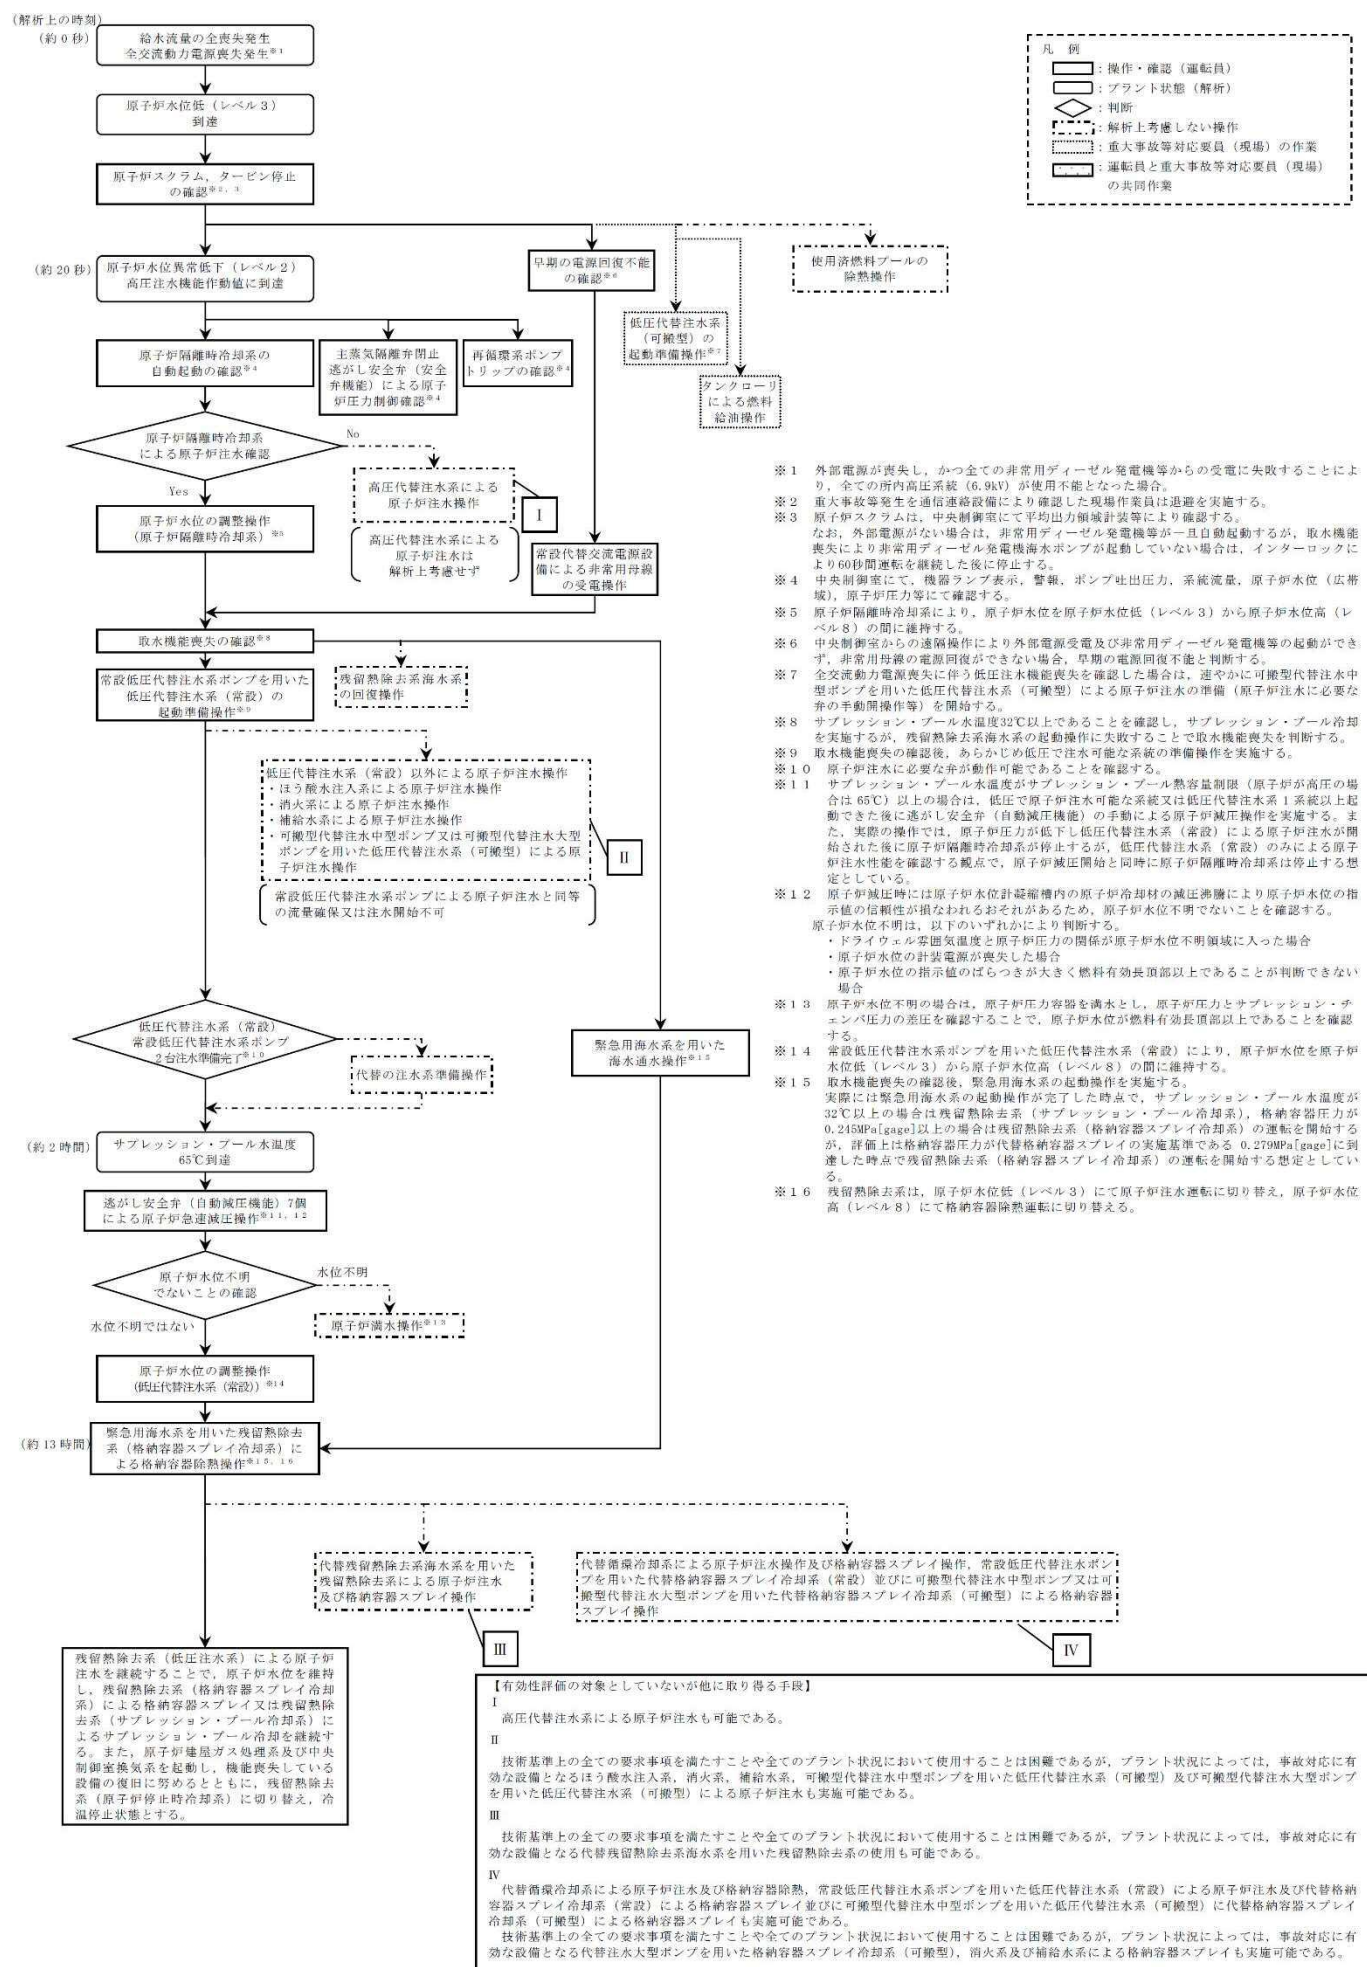 (解析上の時刻)
(約0秒)
給水流量の全喪失発生
全交流動力電源喪失発生※1
原子炉水位低(レベル3)
到達
原子炉スクラム,タービン停止
の確認※2,3
凡 例
:操作・確認(運転員)
:プラント状態(解析)
:判断
:解析上考慮しない操作
:重大事故等対応要員(現場)の作業
:運転員と重大事故等対応要員(現場)
の共同作業
(約20秒)
原子炉水位異常低下(レベル2)
高圧注水機能作動値に到達
早期の電源回復不能
の確認※6
使用済燃料プールの
除熱操作
低圧代替注水系
(可搬型)の
起動準備操作※7
タンクローリ
による燃料
給油操作
原子炉隔離時冷却系の
自動起動の確認※4
主蒸気隔離弁閉止
逃がし安全弁(安全
弁機能)による原子
炉圧力制御確認※4
再循環系ポンプ
トリップの確認※4
原子炉隔離時冷却系
による原子炉注水確認
No
Yes
高圧代替注水系による
原子炉注水操作
Ⅰ
高圧代替注水系による
原子炉注水は
解析上考慮せず
原子炉水位の調整操作
(原子炉隔離時冷却系)※5
常設代替交流電源設
備による非常用母線
の受電操作
取水機能喪失の確認※8
残留熱除去系海水系
の回復操作
常設低圧代替注水系ポンプを用いた
低圧代替注水系(常設)の
起動準備操作※9
低圧代替注水系(常設)以外による原子炉注水操作
・ほう酸水注入系による原子炉注水操作
・消火系による原子炉注水操作
・補給水系による原子炉注水操作
・可搬型代替注水中型ポンプ又は可搬型代替注水大型
ポンプを用いた低圧代替注水系(可搬型)による原
子炉注水操作
Ⅱ
常設低圧代替注水系ポンプによる原子炉注水と同等
の流量確保又は注水開始不可
低圧代替注水系(常設)
常設低圧代替注水系ポンプ
2台注水準備完了※10
代替の注水系準備操作
緊急用海水系を用いた
海水通水操作※15
(約2時間)
サプレッション・プール水温度
65℃到達
逃がし安全弁(自動減圧機能)7個
による原子炉急速減圧操作※11,12
原子炉水位不明
でないことの確認
水位不明
水位不明ではない
原子炉満水操作※13
原子炉水位の調整操作
(低圧代替注水系(常設))※14
(約13時間)
緊急用海水系を用いた残留熱除去
系(格納容器スプレイ冷却系)に
よる格納容器除熱操作※15,16
代替残留熱除去系海水系を用いた
残留熱除去系による原子炉注水
及び格納容器スプレイ操作
Ⅲ
代替循環冷却系による原子炉注水操作及び格納容器スプレイ操作,常設低圧代替注水ポン
プを用いた代替格納容器スプレイ冷却系(常設)並びに可搬型代替注水中型ポンプ又は可
搬型代替注水大型ポンプを用いた代替格納容器スプレイ冷却系(可搬型)による格納容器
スプレイ操作
Ⅳ
残留熱除去系(低圧注水系)による原子炉
注水を継続することで,原子炉水位を維持
し,残留熱除去系(格納容器スプレイ冷却
系)による格納容器スプレイ又は残留熱除
去系(サプレッション・プール冷却系)に
よるサプレッション・プール冷却を継続す
る。また,原子炉建屋ガス処理系及び中央
制御室換気系を起動し,機能喪失している
設備の復旧に努めるとともに,残留熱除去
系(原子炉停止時冷却系)に切り替え,冷
温停止状態とする。
※1 外部電源が喪失し,かつ全ての非常用ディーゼル発電機等からの受電に失敗することによ
り,全ての所内高圧系統(6.9kV)が使用不能となった場合。
※2 重大事故等発生を通信連絡設備により確認した現場作業員は退避を実施する。
※3 原子炉スクラムは,中央制御室にて平均出力領域計装等により確認する。
なお,外部電源がない場合は,非常用ディーゼル発電機等が一旦自動起動するが,取水機能
喪失により非常用ディーゼル発電機海水ポンプが起動していない場合は,インターロックに
より60秒間運転を継続した後に停止する。
※4 中央制御室にて,機器ランプ表示,警報,ポンプ吐出圧力,系統流量,原子炉水位(広帯
域),原子炉圧力等にて確認する。
※5 原子炉隔離時冷却系により,原子炉水位を原子炉水位低(レベル3)から原子炉水位高(レ
ベル8)の間に維持する。
※6 中央制御室からの遠隔操作により外部電源受電及び非常用ディーゼル発電機等の起動ができ
ず,非常用母線の電源回復ができない場合,早期の電源回復不能と判断する。
※7 全交流動力電源喪失に伴う低圧注水機能喪失を確認した場合は,速やかに可搬型代替注水中
型ポンプを用いた低圧代替注水系(可搬型)による原子炉注水の準備(原子炉注水に必要な
弁の手動開操作等)を開始する。
※8 サプレッション・プール水温度32℃以上であることを確認し,サプレッション・プール冷却
を実施するが,残留熱除去系海水系の起動操作に失敗することで取水機能喪失を判断する。
※9 取水機能喪失の確認後,あらかじめ低圧で注水可能な系統の準備操作を実施する。
※10 原子炉注水に必要な弁が動作可能であることを確認する。
※11 サプレッション・プール水温度がサプレッション・プール熱容量制限(原子炉が高圧の場
合は 65℃)以上の場合は,低圧で原子炉注水可能な系統又は低圧代替注水系1系統以上起
動できた後に逃がし安全弁(自動減圧機能)の手動による原子炉減圧操作を実施する。ま
た,実際の操作では,原子炉圧力が低下し低圧代替注水系(常設)による原子炉注水が開
始された後に原子炉隔離時冷却系が停止するが,低圧代替注水系(常設)のみによる原子
炉注水性能を確認する観点で,原子炉減圧開始と同時に原子炉隔離時冷却系は停止する想
定としている。
※12 原子炉減圧時には原子炉水位計凝縮槽内の原子炉冷却材の減圧沸騰により原子炉水位の指
示値の信頼性が損なわれるおそれがあるため,原子炉水位不明でないことを確認する。
原子炉水位不明は,以下のいずれかにより判断する。
・ドライウェル雰囲気温度と原子炉圧力の関係が原子炉水位不明領域に入った場合
・原子炉水位の計装電源が喪失した場合
・原子炉水位の指示値のばらつきが大きく燃料有効長頂部以上であることが判断できない
場合
※13 原子炉水位不明の場合は,原子炉圧力容器を満水とし,原子炉圧力とサプレッション・チ
ェンバ圧力の差圧を確認することで,原子炉水位が燃料有効長頂部以上であることを確認
する。
※14 常設低圧代替注水系ポンプを用いた低圧代替注水系(常設)により,原子炉水位を原子炉
水位低(レベル3)から原子炉水位高(レベル8)の間に維持する。
※15 取水機能喪失の確認後,緊急用海水系の起動操作を実施する。
実際には緊急用海水系の起動操作が完了した時点で,サプレッション・プール水温度が
32℃以上の場合は残留熱除去系(サプレッション・プール冷却系),格納容器圧力が
0.245MPa[gage]以上の場合は残留熱除去系(格納容器スプレイ冷却系)の運転を開始する
が,評価上は格納容器圧力が代替格納容器スプレイの実施基準である 0.279MPa[gage]に到
達した時点で残留熱除去系(格納容器スプレイ冷却系)の運転を開始する想定としてい
る。
※16 残留熱除去系は,原子炉水位低(レベル3)にて原子炉注水運転に切り替え,原子炉水位
高(レベル8)にて格納容器除熱運転に切り替える。
【有効性評価の対象としていないが他に取り得る手段】
Ⅰ
高圧代替注水系による原子炉注水も可能である。
Ⅱ
技術基準上の全ての要求事項を満たすことや全てのプラント状況において使用することは困難であるが,プラント状況によっては,事故対応に有
効な設備となるほう酸水注入系,消火系,補給水系,可搬型代替注水中型ポンプを用いた低圧代替注水系(可搬型)及び可搬型代替注水大型ポンプ
を用いた低圧代替注水系(可搬型)による原子炉注水も実施可能である。
Ⅲ
技術基準上の全ての要求事項を満たすことや全てのプラント状況において使用することは困難であるが,プラント状況によっては,事故対応に有
効な設備となる代替残留熱除去系海水系を用いた残留熱除去系の使用も可能である。
Ⅳ
代替循環冷却系による原子炉注水及び格納容器除熱,常設低圧代替注水系ポンプを用いた低圧代替注水系(常設)による原子炉注水及び代替格納
容器スプレイ冷却系(常設)による格納容器スプレイ並びに可搬型代替注水中型ポンプを用いた低圧代替注水系(可搬型)に代替格納容器スプレイ
冷却系(可搬型)による格納容器スプレイも実施可能である。
技術基準上の全ての要求事項を満たすことや全てのプラント状況において使用することは困難であるが,プラント状況によっては,事故対応に有
効な設備となる代替注水大型ポンプを用いた格納容器スプレイ冷却系(可搬型),消火系及び補給水系による格納容器スプレイも実施可能である。